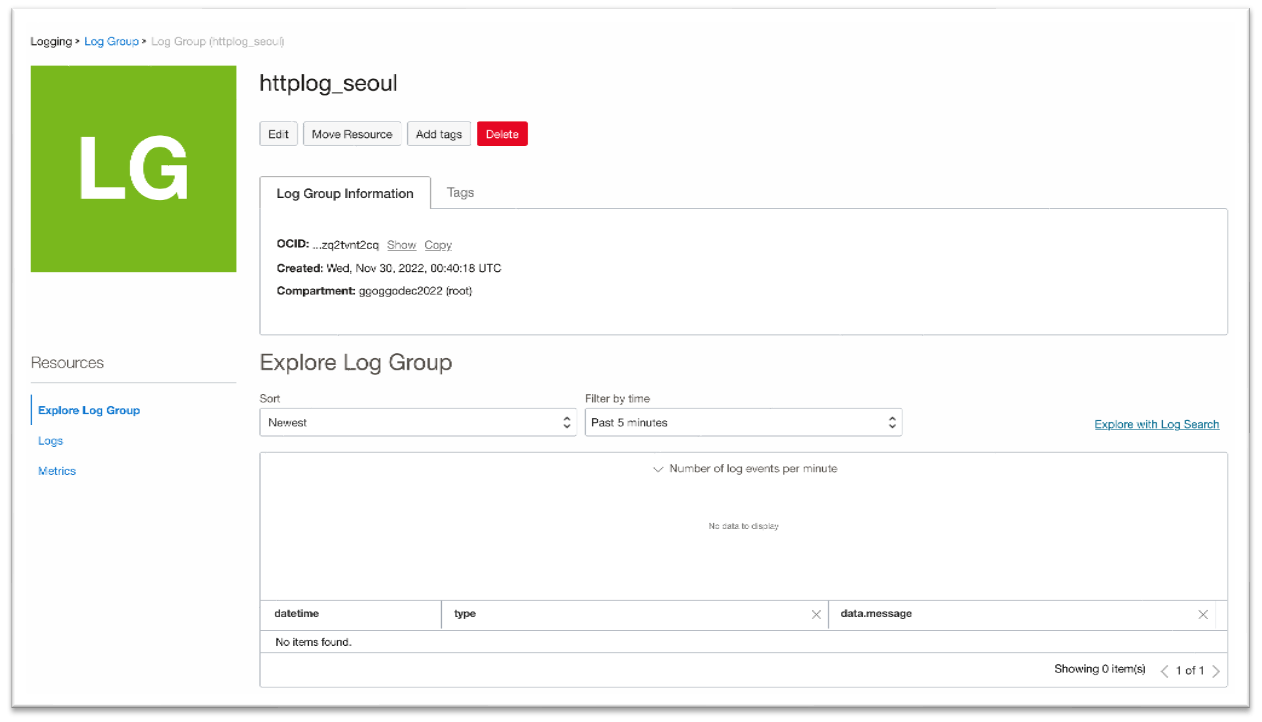 Logging > Log Group > Log Group (httplog_seoul)
LG
httplog_seoul
Edit Move Resource Add tags Delete
Log Group Information Tags
OCID: ...zq2tvnt2cq Show Copy
Created: Wed, Nov 30, 2022, 00:40:18 UTC
Compartment: ggoggodec2022 (root)
Resources
Explore Log Group
Logs
Metrics
Explore Log Group
Sort Filter by time
Newest Past 5 minutes Explore with Log Search
Number of log events per minute
No data to display
datetime type data.message
No items found.
Showing 0 item(s) < 1 of 1 >